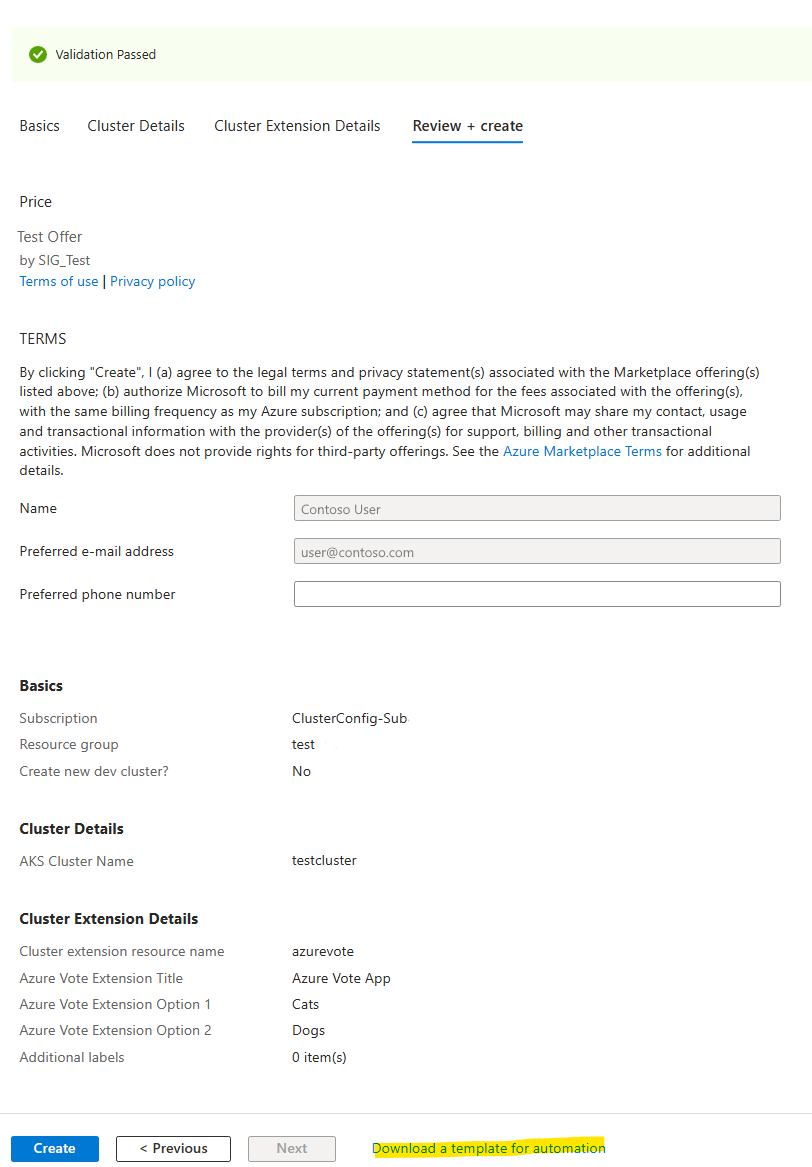 Validation Passed
Basics Cluster Details Cluster Extension Details Review + create
Price
Test Offer
by SIG_Test
Terms of use | Privacy policy
TERMS
By clicking "Create", I (a) agree to the legal terms and privacy statement(s) associated with the Marketplace offering(s)
listed above; (b) authorize Microsoft to bill my current payment method for the fees associated with the offering(s),
with the same billing frequency as my Azure subscription; and (c) agree that Microsoft may share my contact, usage
and transactional information with the provider(s) of the offering(s) for support, billing and other transactional
activities. Microsoft does not provide rights for third-party offerings. See the Azure Marketplace Terms for additional
details.
Name Contoso User
Preferred e-mail address user@contoso.com
Preferred phone number
Basics
Subscription ClusterConfig-Sub
Resource group test
Create new dev cluster? No
Cluster Details
AKS Cluster Name testcluster
Cluster Extension Details
Cluster extension resource name azurevote
Azure Vote Extension Title Azure Vote App
Azure Vote Extension Option 1 Cats
Azure Vote Extension Option 2 Dogs
Additional labels 0 item(s)
Create < Previous Next Download a template for automation